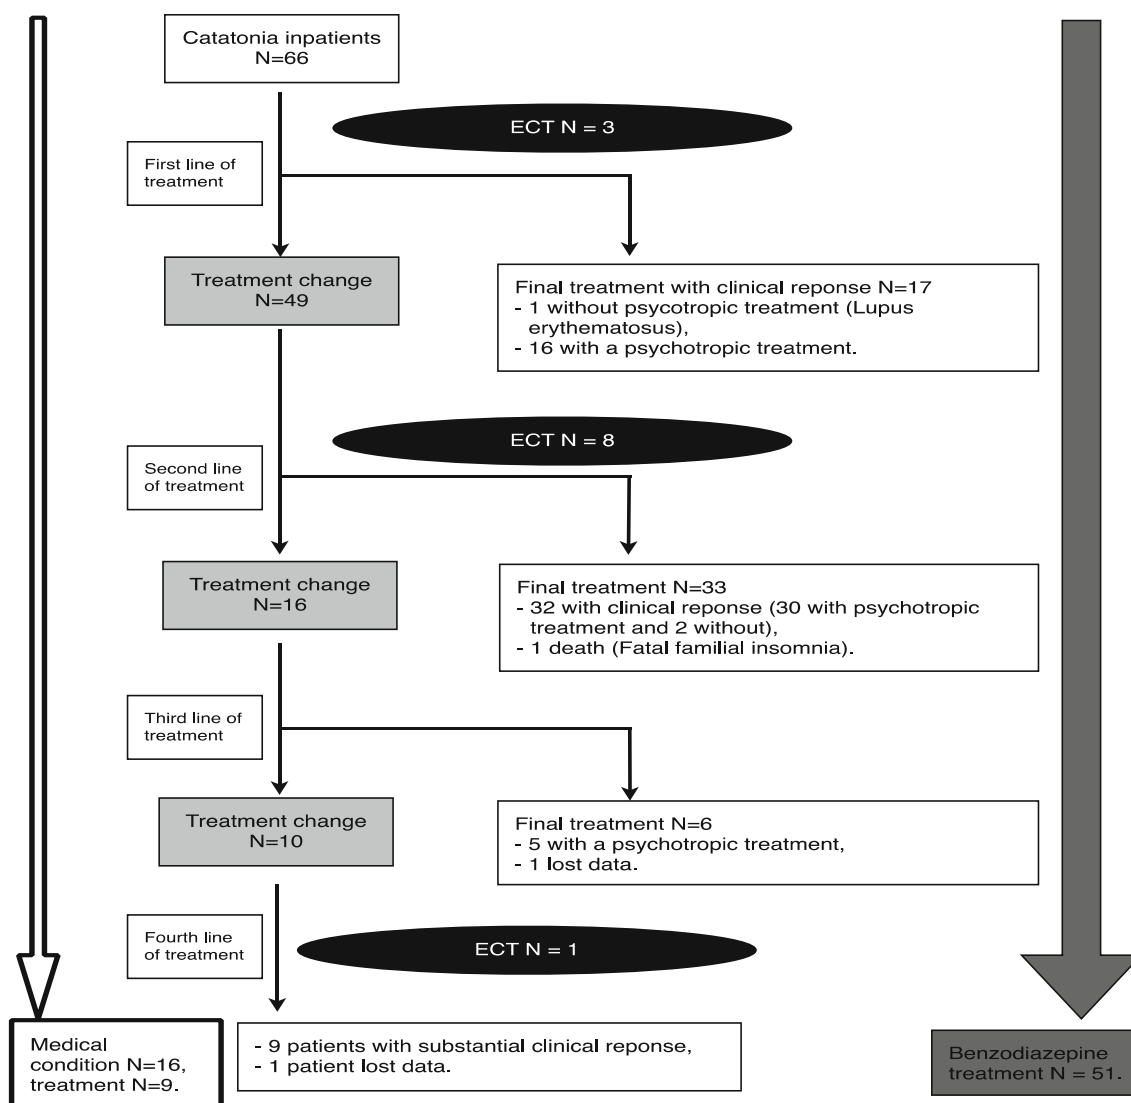 Catatonia inpatients
N=66
ECT N = 3
First line of
treatment
Treatment change
N=49
Final treatment with clinical reponse N=17
- 1 without psycotropic treatment (Lupus
erythematosus),
- 16 with a psychotropic treatment.
ECT N = 8
Second line
of treatment
Treatment change
N=16
Final treatment N=33
- 32 with clinical reponse (30 with psychotropic
treatment and 2 without),
- 1 death (Fatal familial insomnia).
Third line of
treatment
Treatment change
N=10
Final treatment N=6
- 5 with a psychotropic treatment,
- 1 lost data.
Fourth line
of treatment
ECT N = 1
Medical
condition N=16,
treatment N=9.
- 9 patients with substantial clinical reponse,
- 1 patient lost data.
Benzodiazepine
treatment N = 51.